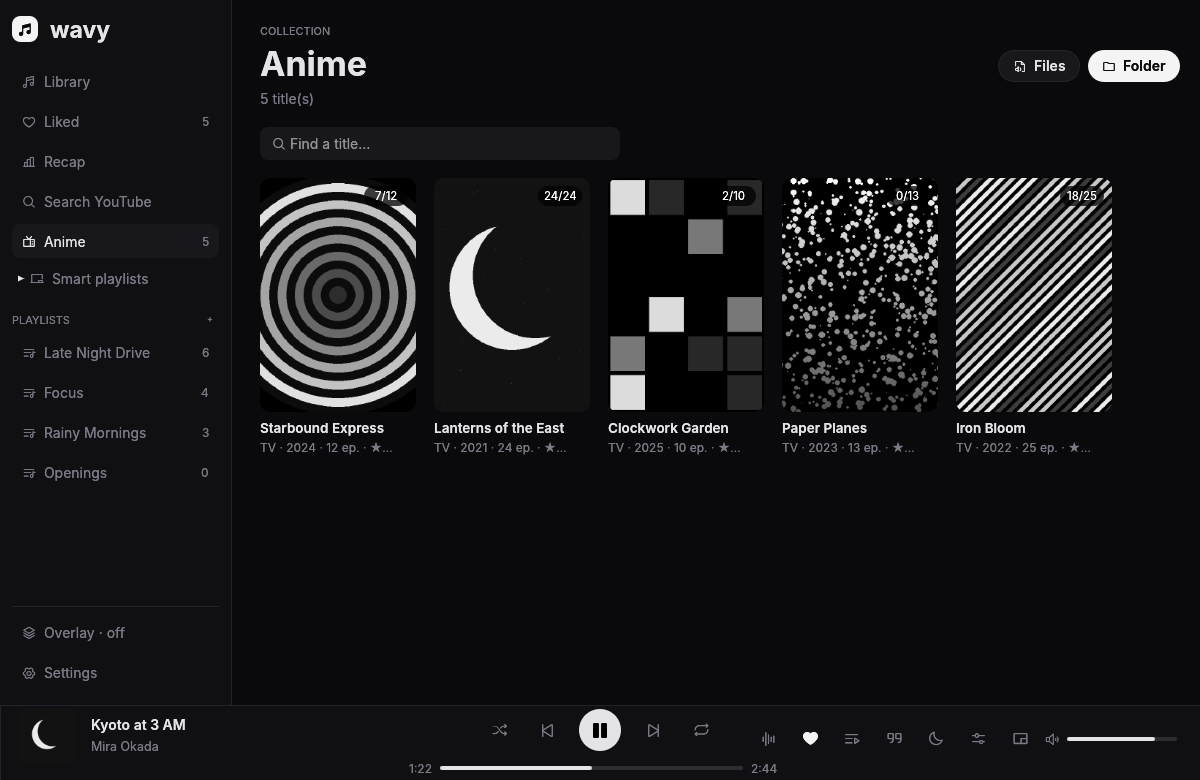 wavy
Library
Liked 5
Recap
Search YouTube
Anime 5
Smart playlists
PLAYLISTS +
Late Night Drive 6
Focus 4
Rainy Mornings 3
Openings 0
Overlay · off
Settings
COLLECTION
Anime
5 title(s)
Files
Folder
Find a title...
7/12
24/24
2/10
0/13
18/25
Starbound Express
TV · 2024 · 12 ep. · ★...
Lanterns of the East
TV · 2021 · 24 ep. · ★...
Clockwork Garden
TV · 2025 · 10 ep. · ★...
Paper Planes
TV · 2023 · 13 ep. · ★...
Iron Bloom
TV · 2022 · 25 ep. · ★...
Kyoto at 3 AM
Mira Okada
1:22
2:44